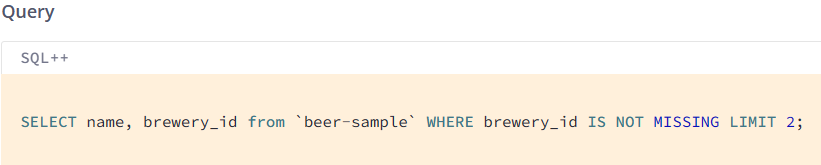 Query
SQL++
SELECT name, brewery_id from `beer-sample` WHERE brewery_id IS NOT MISSING LIMIT 2;